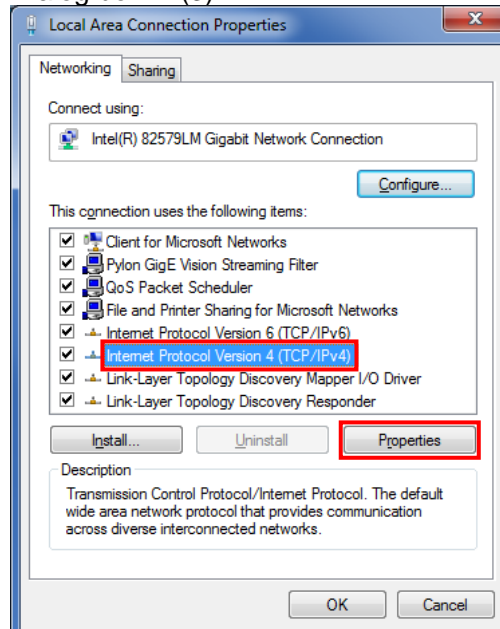 Local Area Connection Properties
Networking Sharing
Connect using:
Intel(R) 82579LM Gigabit Network Connection
Configure...
This connection uses the following items:
Client for Microsoft Networks
Pylon GigE Vision Streaming Filter
QoS Packet Scheduler
File and Printer Sharing for Microsoft Networks
Internet Protocol Version 6 (TCP/IPv6)
Internet Protocol Version 4 (TCP/IPv4)
Link-Layer Topology Discovery Mapper I/O Driver
Link-Layer Topology Discovery Responder
Install... Uninstall Properties
Description
Transmission Control Protocol/Internet Protocol. The default
wide area network protocol that provides communication
across diverse interconnected networks.
OK Cancel